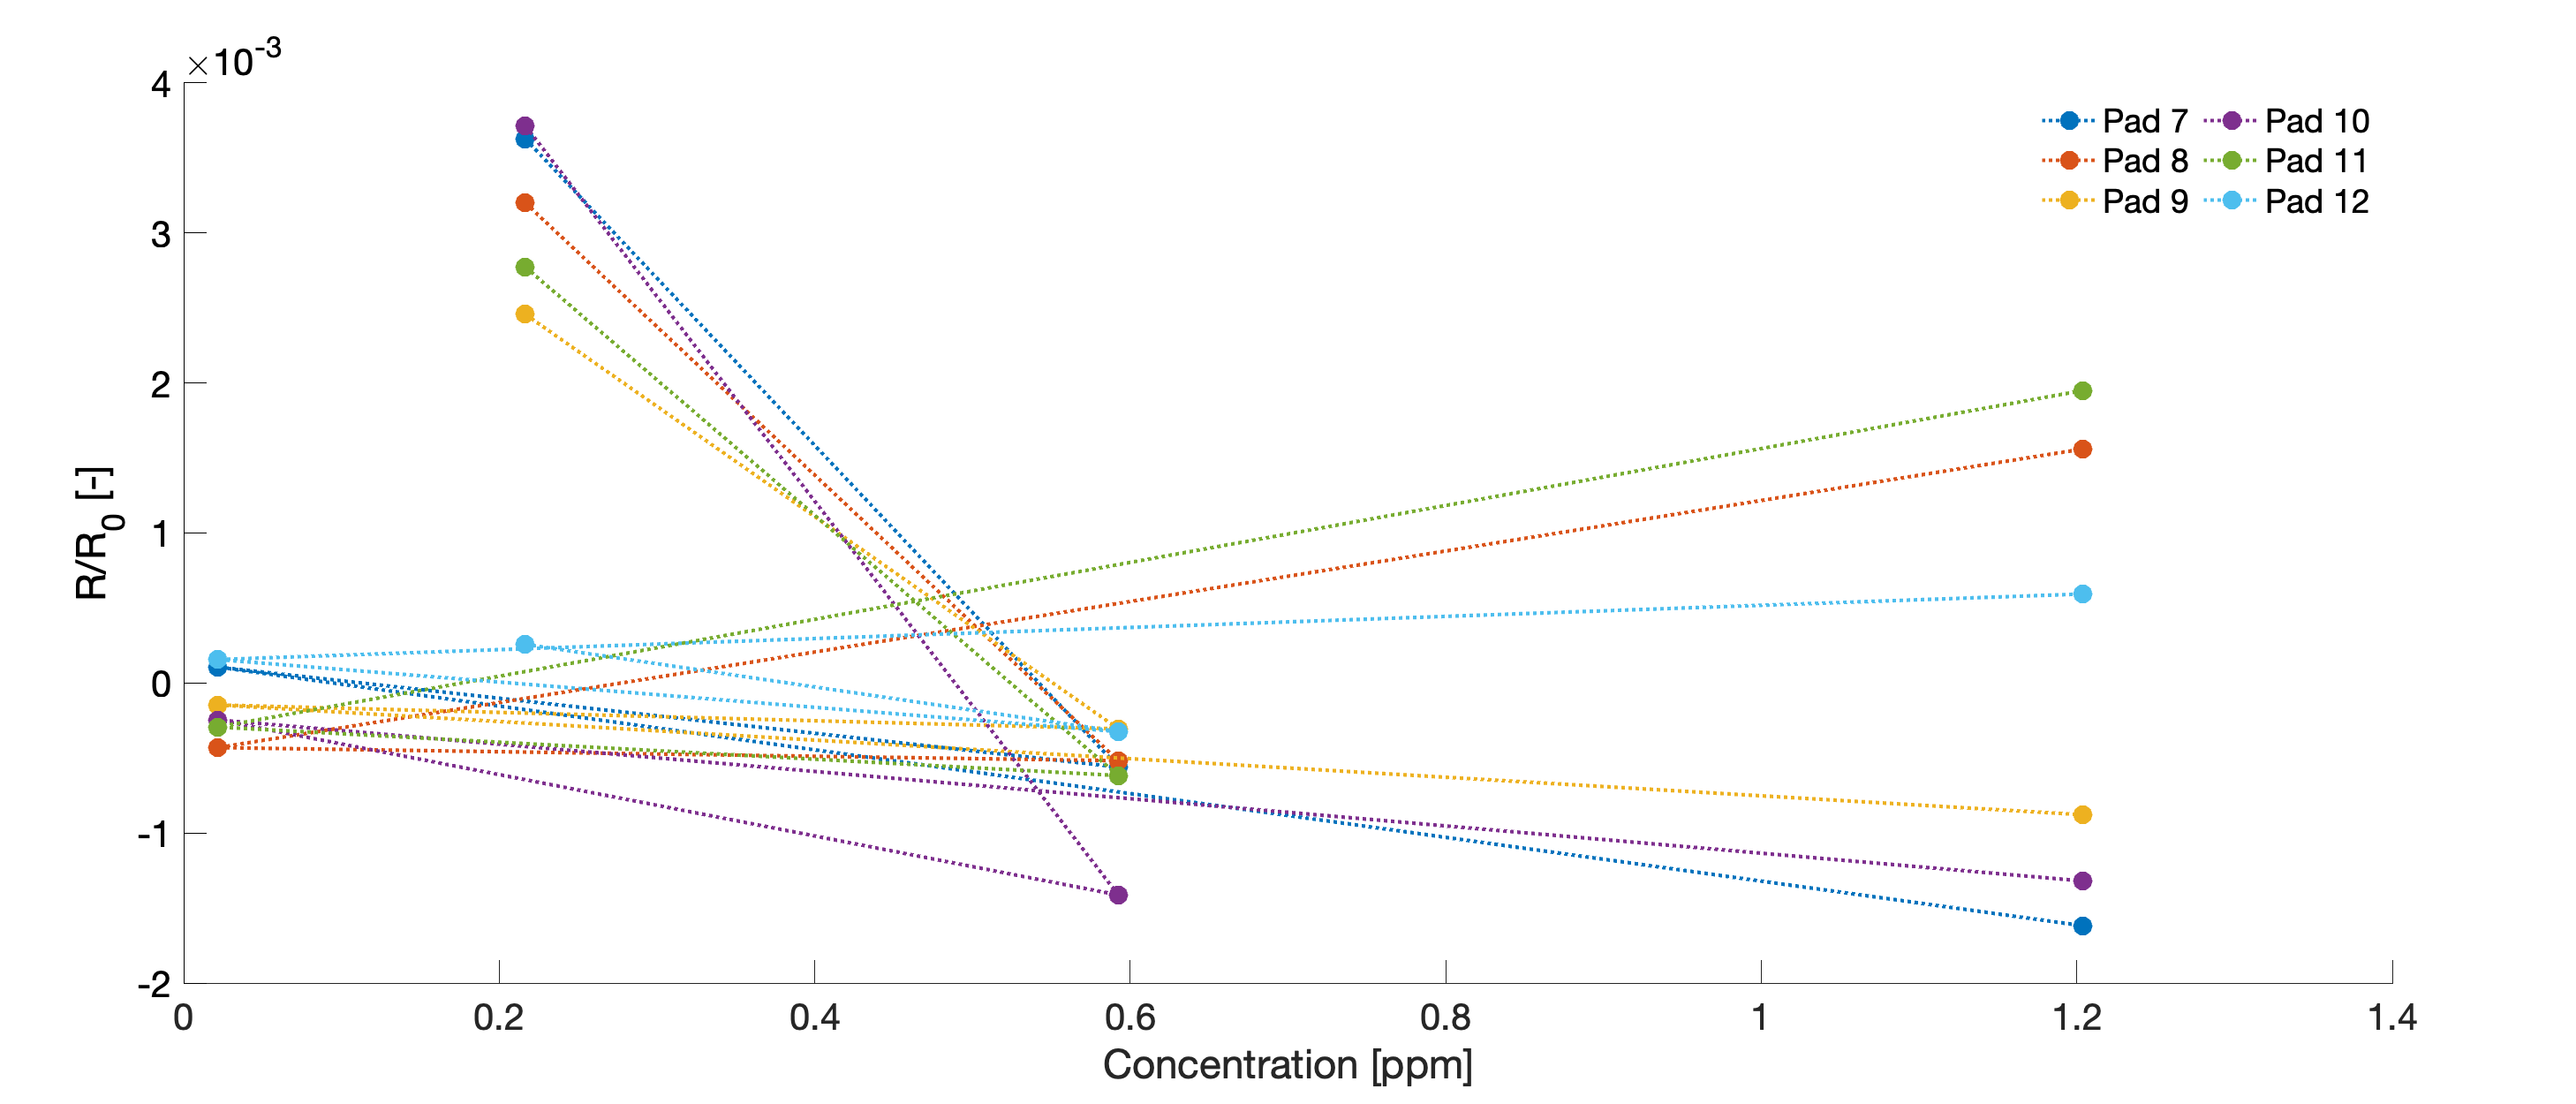 ×10-3
4
3
2
1
0
-1
-2
R/R0 [-]
0 0.2 0.4 0.6 0.8 1 1.2 1.4
Concentration [ppm]
Pad 7 Pad 10
Pad 8 Pad 11
Pad 9 Pad 12